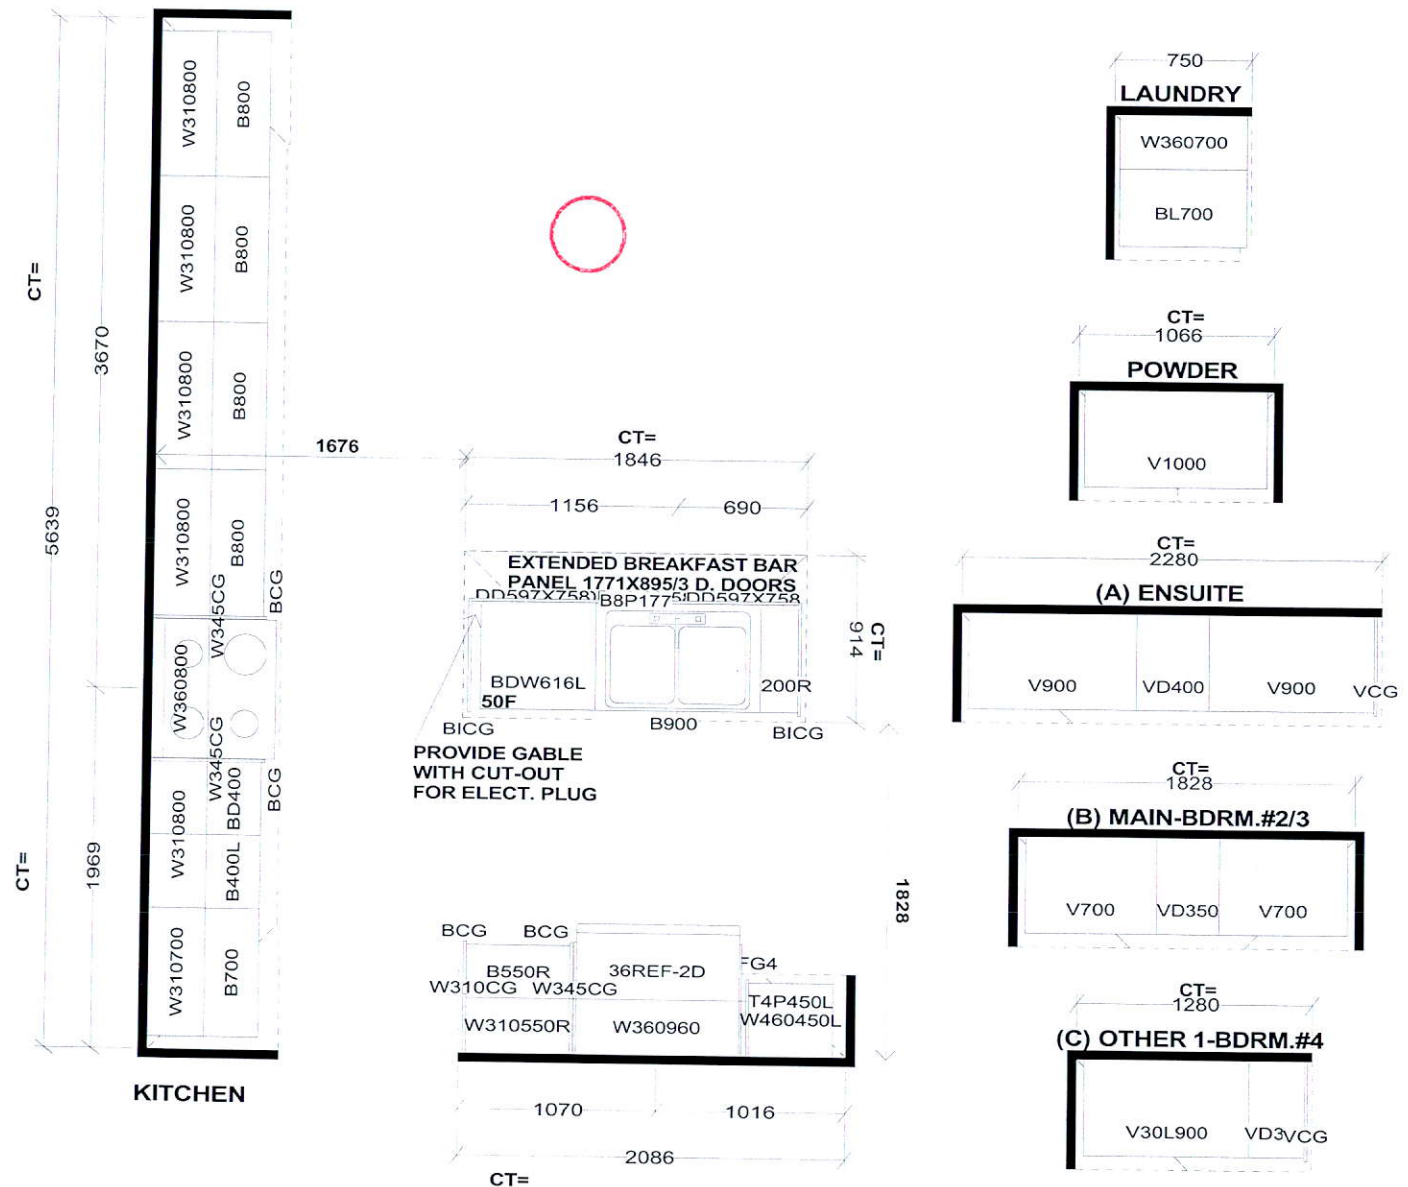 CT=
5639
3670
CT=
1969
W310800
B800
W310800
B800
W310800
B800
W310800
B800
W345CG
BCG
W360800
W345CG
BCG
W310800
BD400
B400L
W310700
B700
KITCHEN
1676
CT=
1846
1156
690
EXTENDED BREAKFAST BAR
PANEL 1771X895/3 D. DOORS
B8P177
BDW616L
50F
200R
B900
BICG
BICG
914
CT=
PROVIDE GABLE
WITH CUT-OUT
FOR ELECT. PLUG
1828
BCG
BCG
B550R
36REF-2D
FG4
W310CG
W345CG
T4P450L
W310550R
W360960
W460450L
1070
1016
2086
CT=
750
LAUNDRY
W360700
BL700
CT=
1066
POWDER
V1000
CT=
2280
(A) ENSUITE
V900
VD400
V900
VCG
CT=
1828
(B) MAIN-BDRM.#2/3
V700
VD350
V700
CT=
1280
(C) OTHER 1-BDRM.#4
V30L900
VD3
VCG